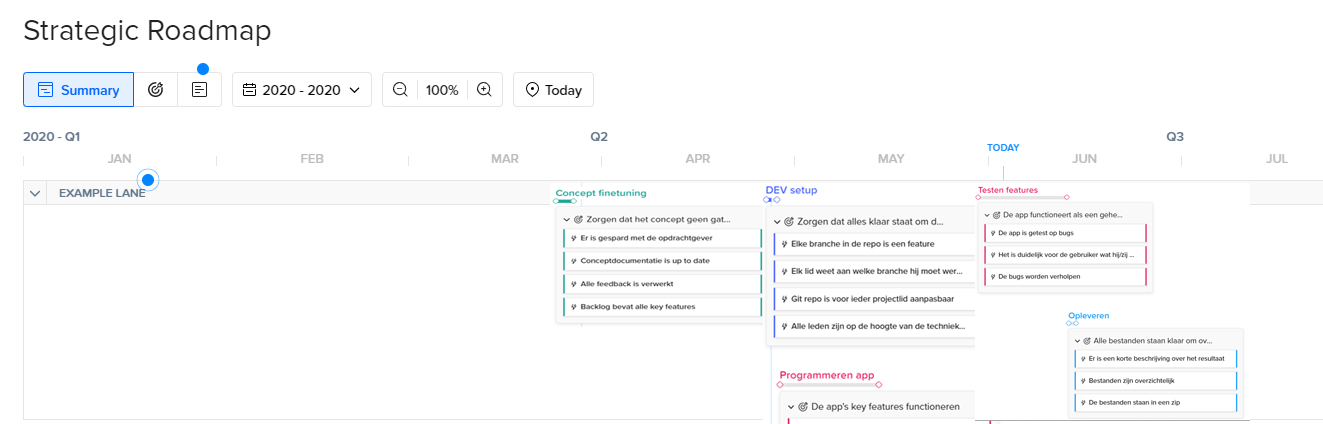 Strategic Roadmap
Summary
2020 - 2020
100%
Today
2020 - Q1
Q2
Q3
JAN
FEB
MAR
APR
MAY
TODAY
JUN
JUL
EXAMPLE LANE
Concept finetuning
Zorgen dat het concept geen gat...
Er is gespard met de opdrachtgever
Conceptdocumentatie is up to date
Alle feedback is verwerkt
Backlog bevat alle key features
DEV setup
Zorgen dat alles klaar staat om d...
Elke branche in de repo is een feature
Elk lid weet aan welke branche hij moet wer...
Git repo is voor ieder projectlid aanpasbaar
Alle leden zijn op de hoogte van de techniek...
Programmeren app
De app's key features functioneren
Testen features
De app functioneert als een gehe...
De app is getest op bugs
Het is duidelijk voor de gebruiker wat hij/zij ...
De bugs worden verholpen
Opleveren
Alle bestanden staan klaar om ov...
Er is een korte beschrijving over het resultaat
Bestanden zijn overzichtelijk
De bestanden staan in een zip